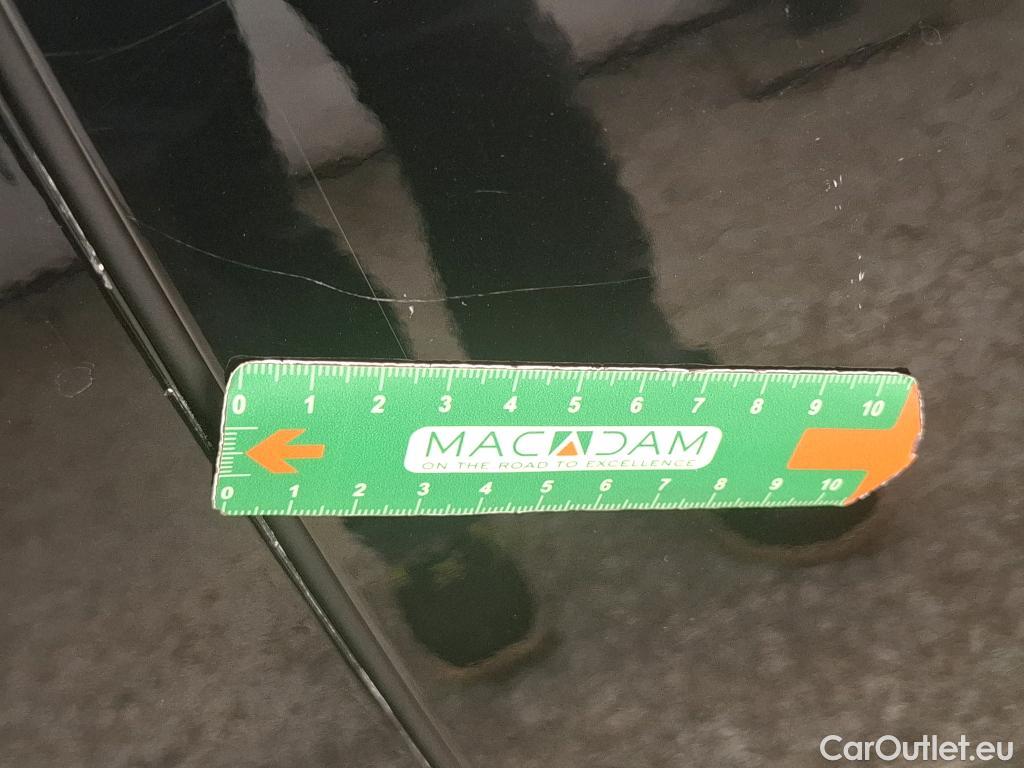 0 1 2 3 4 5 6 7 8 9 10
MACADAM
ON THE ROAD TO EXCELLENCE
0 1 2 3 4 5 6 7 8 9 10
CarOutlet.eu